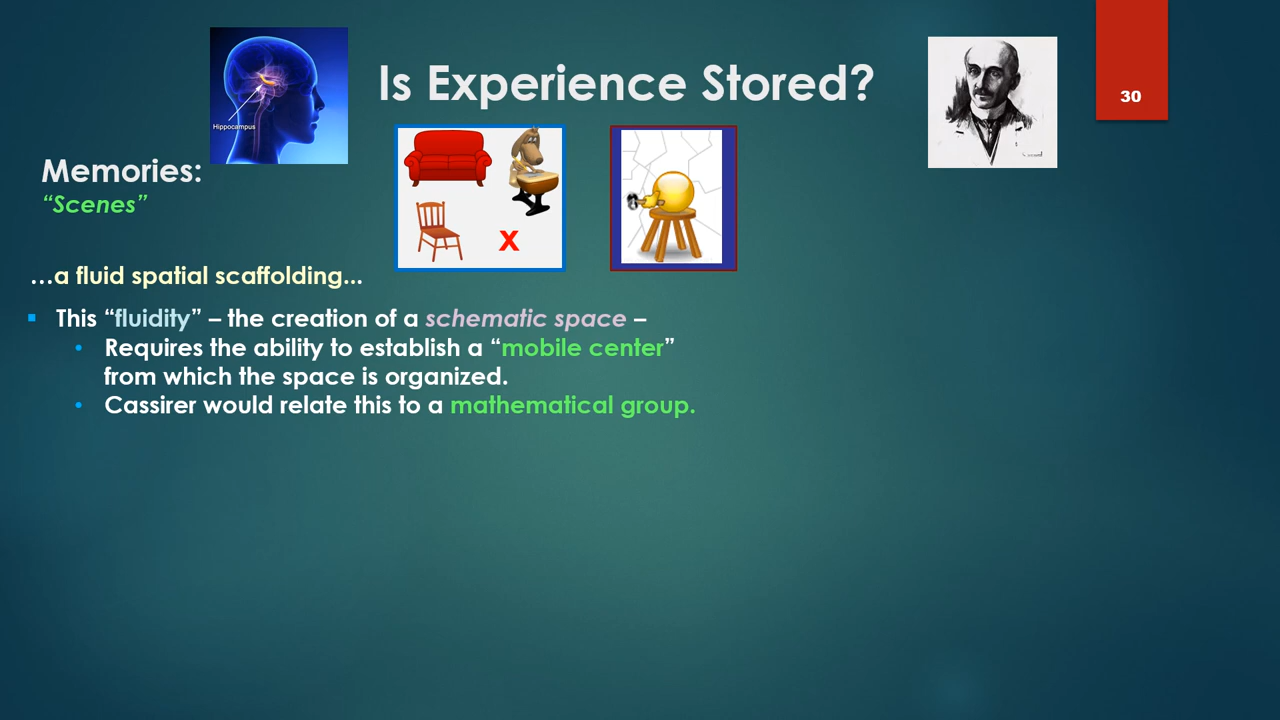 Is Experience Stored?
30
Hippocampus
Memories:
“Scenes”
X
…a fluid spatial scaffolding...
This “fluidity” – the creation of a schematic space –
Requires the ability to establish a “mobile center”
from which the space is organized.
Cassirer would relate this to a mathematical group.